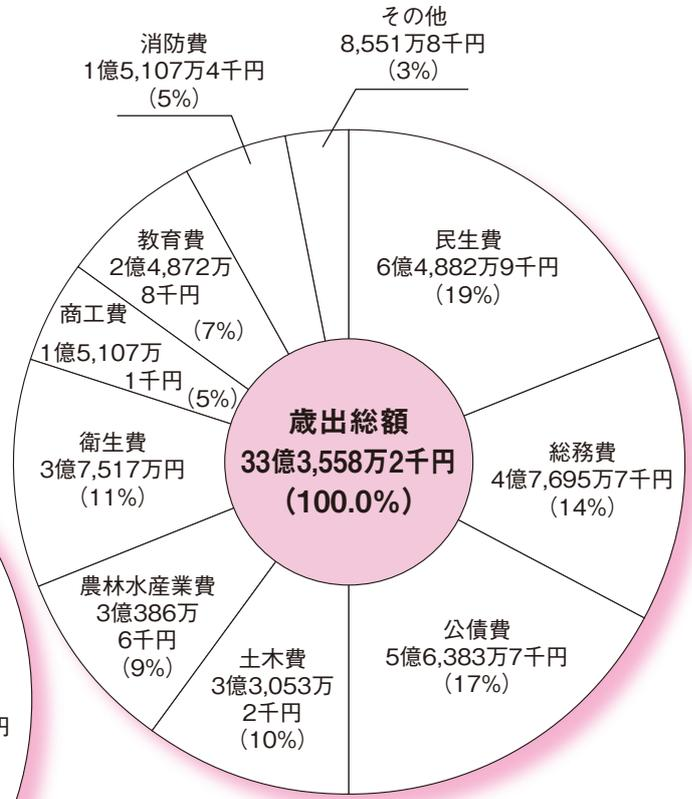 その他
8,551万8千円
（3%）
消防費
1億5,107万4千円
（5%）
民生費
6億4,882万9千円
（19%）
教育費
2億4,872万
8千円
（7%）
商工費
1億5,107万
1千円
（5%）
歳出総額
33億3,558万2千円
（100.0%）
総務費
4億7,695万7千円
（14%）
衛生費
3億7,517万円
（11%）
農林水産業費
3億386万
6千円
（9%）
公債費
5億6,383万7千円
（17%）
土木費
3億3,053万
2千円
（10%）
円